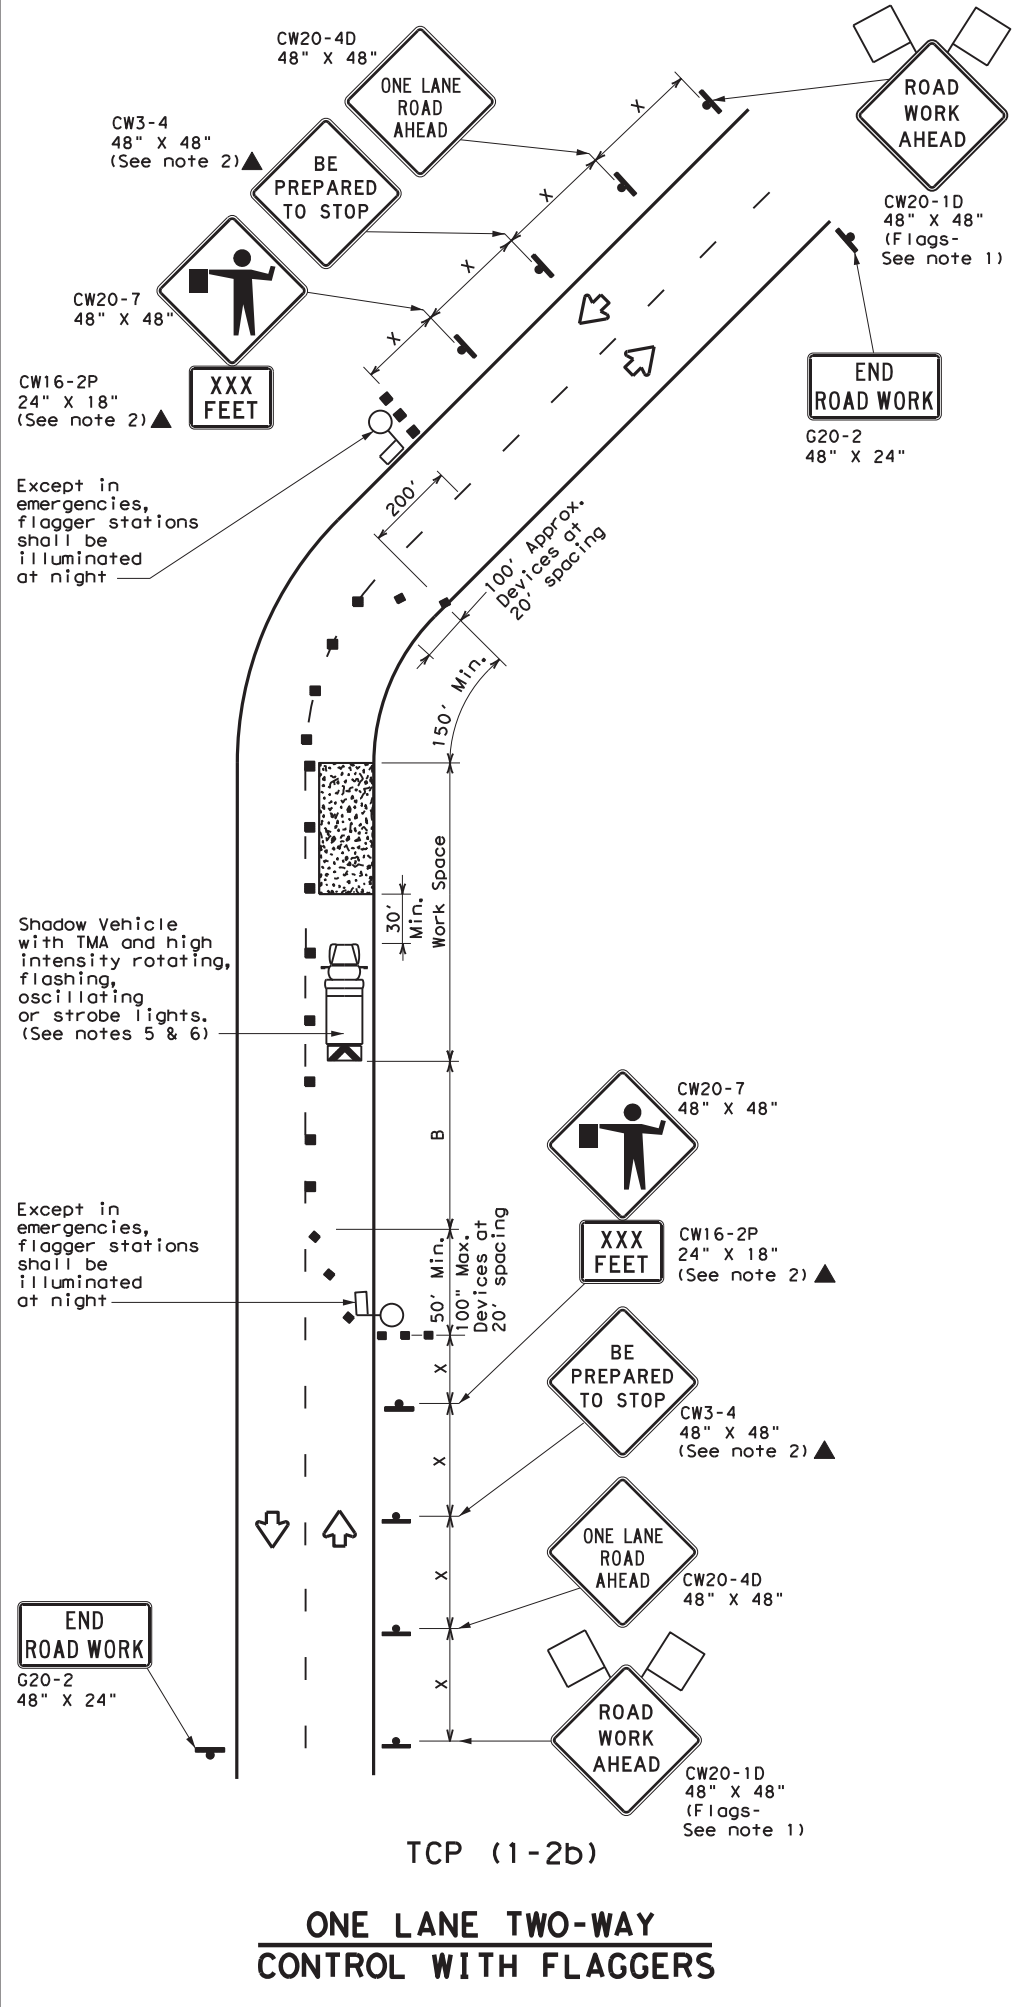 CW20-4D
48" X 48"
ONE LANE
ROAD
AHEAD
ROAD
WORK
AHEAD
CW20-1D
48" X 48"
(Flags-
See note 1)
CW3-4
48" X 48"
(See note 2)▲
BE
PREPARED
TO STOP
X
X
X
X
CW20-7
48" X 48"
CW16-2P
24" X 18"
(See note 2)▲
XXX
FEET
END
ROAD WORK
G20-2
48" X 24"
Except in
emergencies,
flagger stations
shall be
illuminated
at night
200'
100' Approx.
Devices at
20' spacing
150' Min.
Work Space
30'
Min.
Shadow Vehicle
with TMA and high
intensity rotating,
flashing,
oscillating
or strobe lights.
(See notes 5 & 6)
B
CW20-7
48" X 48"
Except in
emergencies,
flagger stations
shall be
illuminated
at night
50' Min.
100" Max.
Devices at
20' spacing
XXX
FEET
CW16-2P
24" X 18"
(See note 2)▲
X
BE
PREPARED
TO STOP
CW3-4
48" X 48"
(See note 2)▲
X
ONE LANE
ROAD
AHEAD
CW20-4D
48" X 48"
X
END
ROAD WORK
G20-2
48" X 24"
X
ROAD
WORK
AHEAD
CW20-1D
48" X 48"
(Flags-
See note 1)
TCP (1-2b)
ONE LANE TWO-WAY
CONTROL WITH FLAGGERS